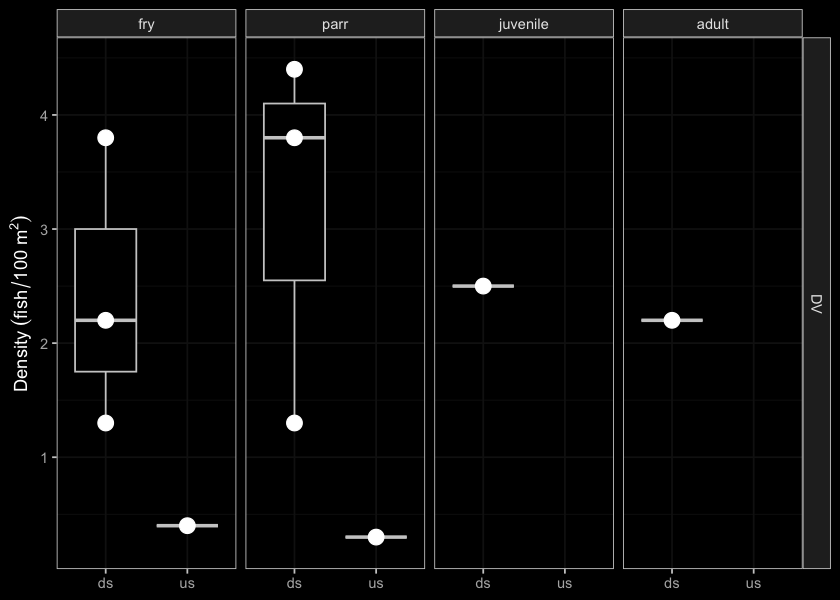 fry
parr
juvenile
adult
Density (fish/100 m²)
4
3
2
1
DV
ds
us
ds
us
ds
us
ds
us